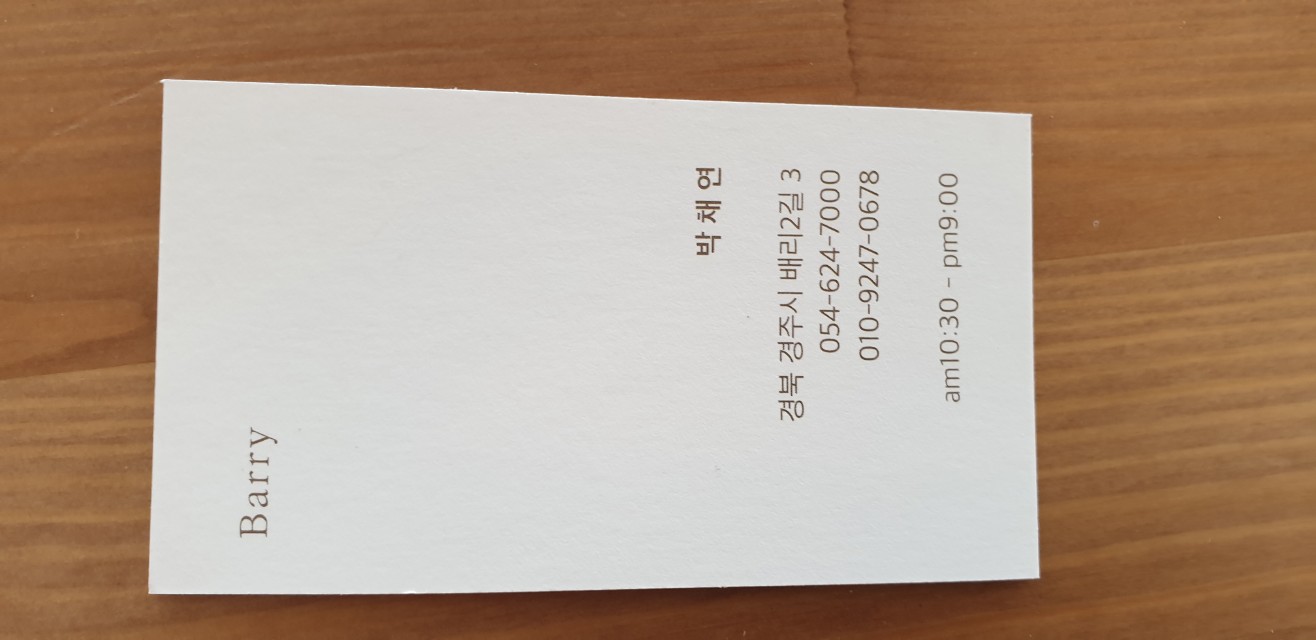 Barry
박채연
경북 경주시 배리2길 3
054-624-7000
010-9247-0678
am10:30 - pm9:00